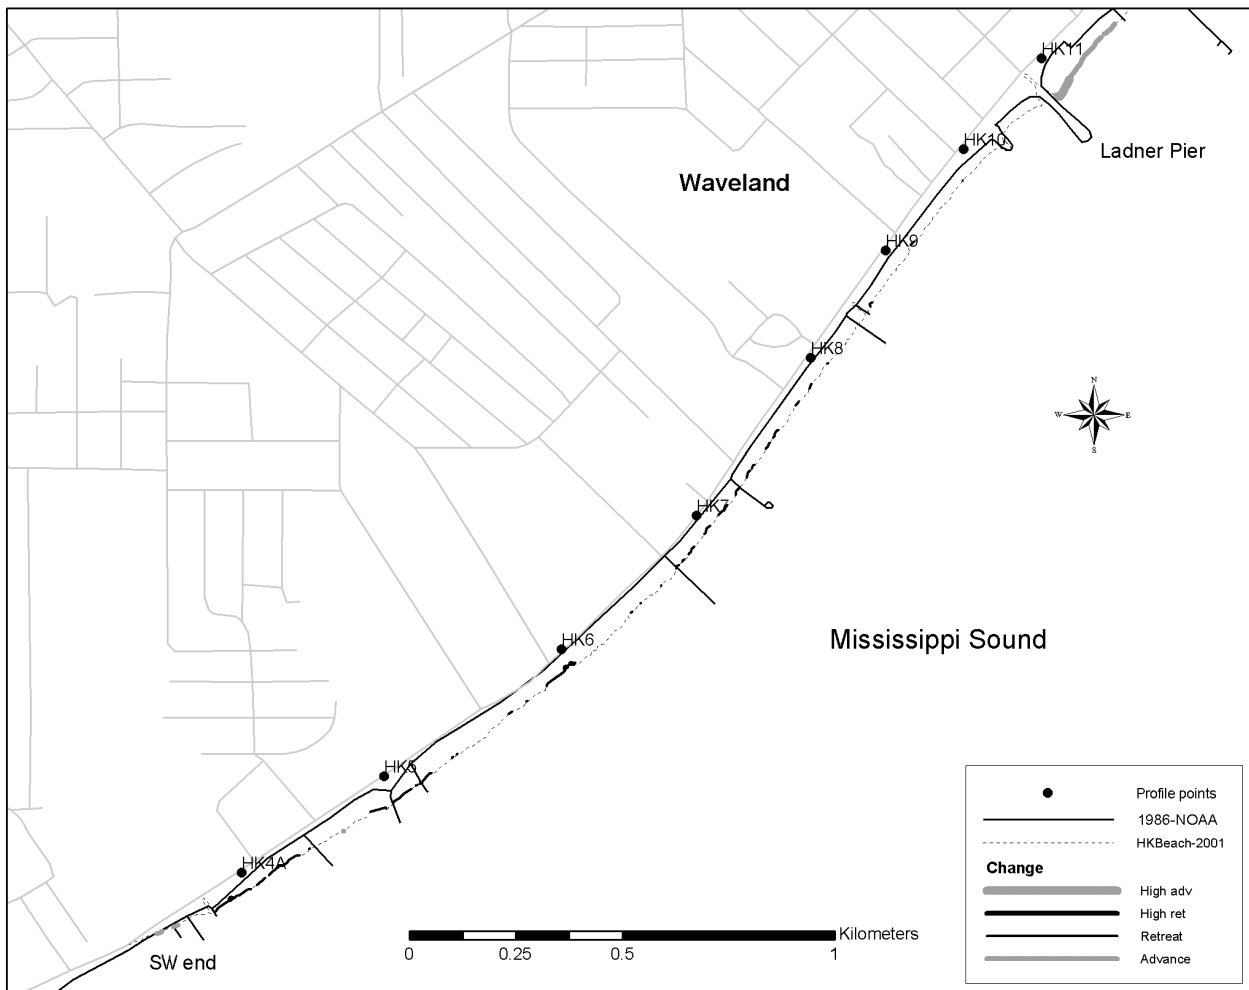 HK11
Ladner Pier
HK10
Waveland
HK9
HK8
N
W E
S
HK7
Mississippi Sound
HK6
HK5
HK4A
SW end
Kilometers
0 0.25 0.5 1
Profile points
1986-NOAA
HKBeach-2001
Change
High adv
High ret
Retreat
Advance